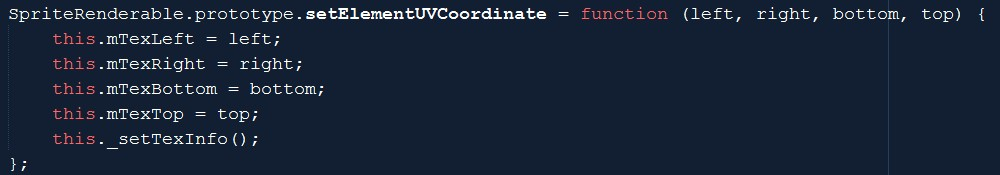 SpriteRenderable.prototype.setElementUVCoordinate = function (left, right, bottom, top) {
    this.mTexLeft = left;
    this.mTexRight = right;
    this.mTexBottom = bottom;
    this.mTexTop = top;
    this._setTexInfo();
};